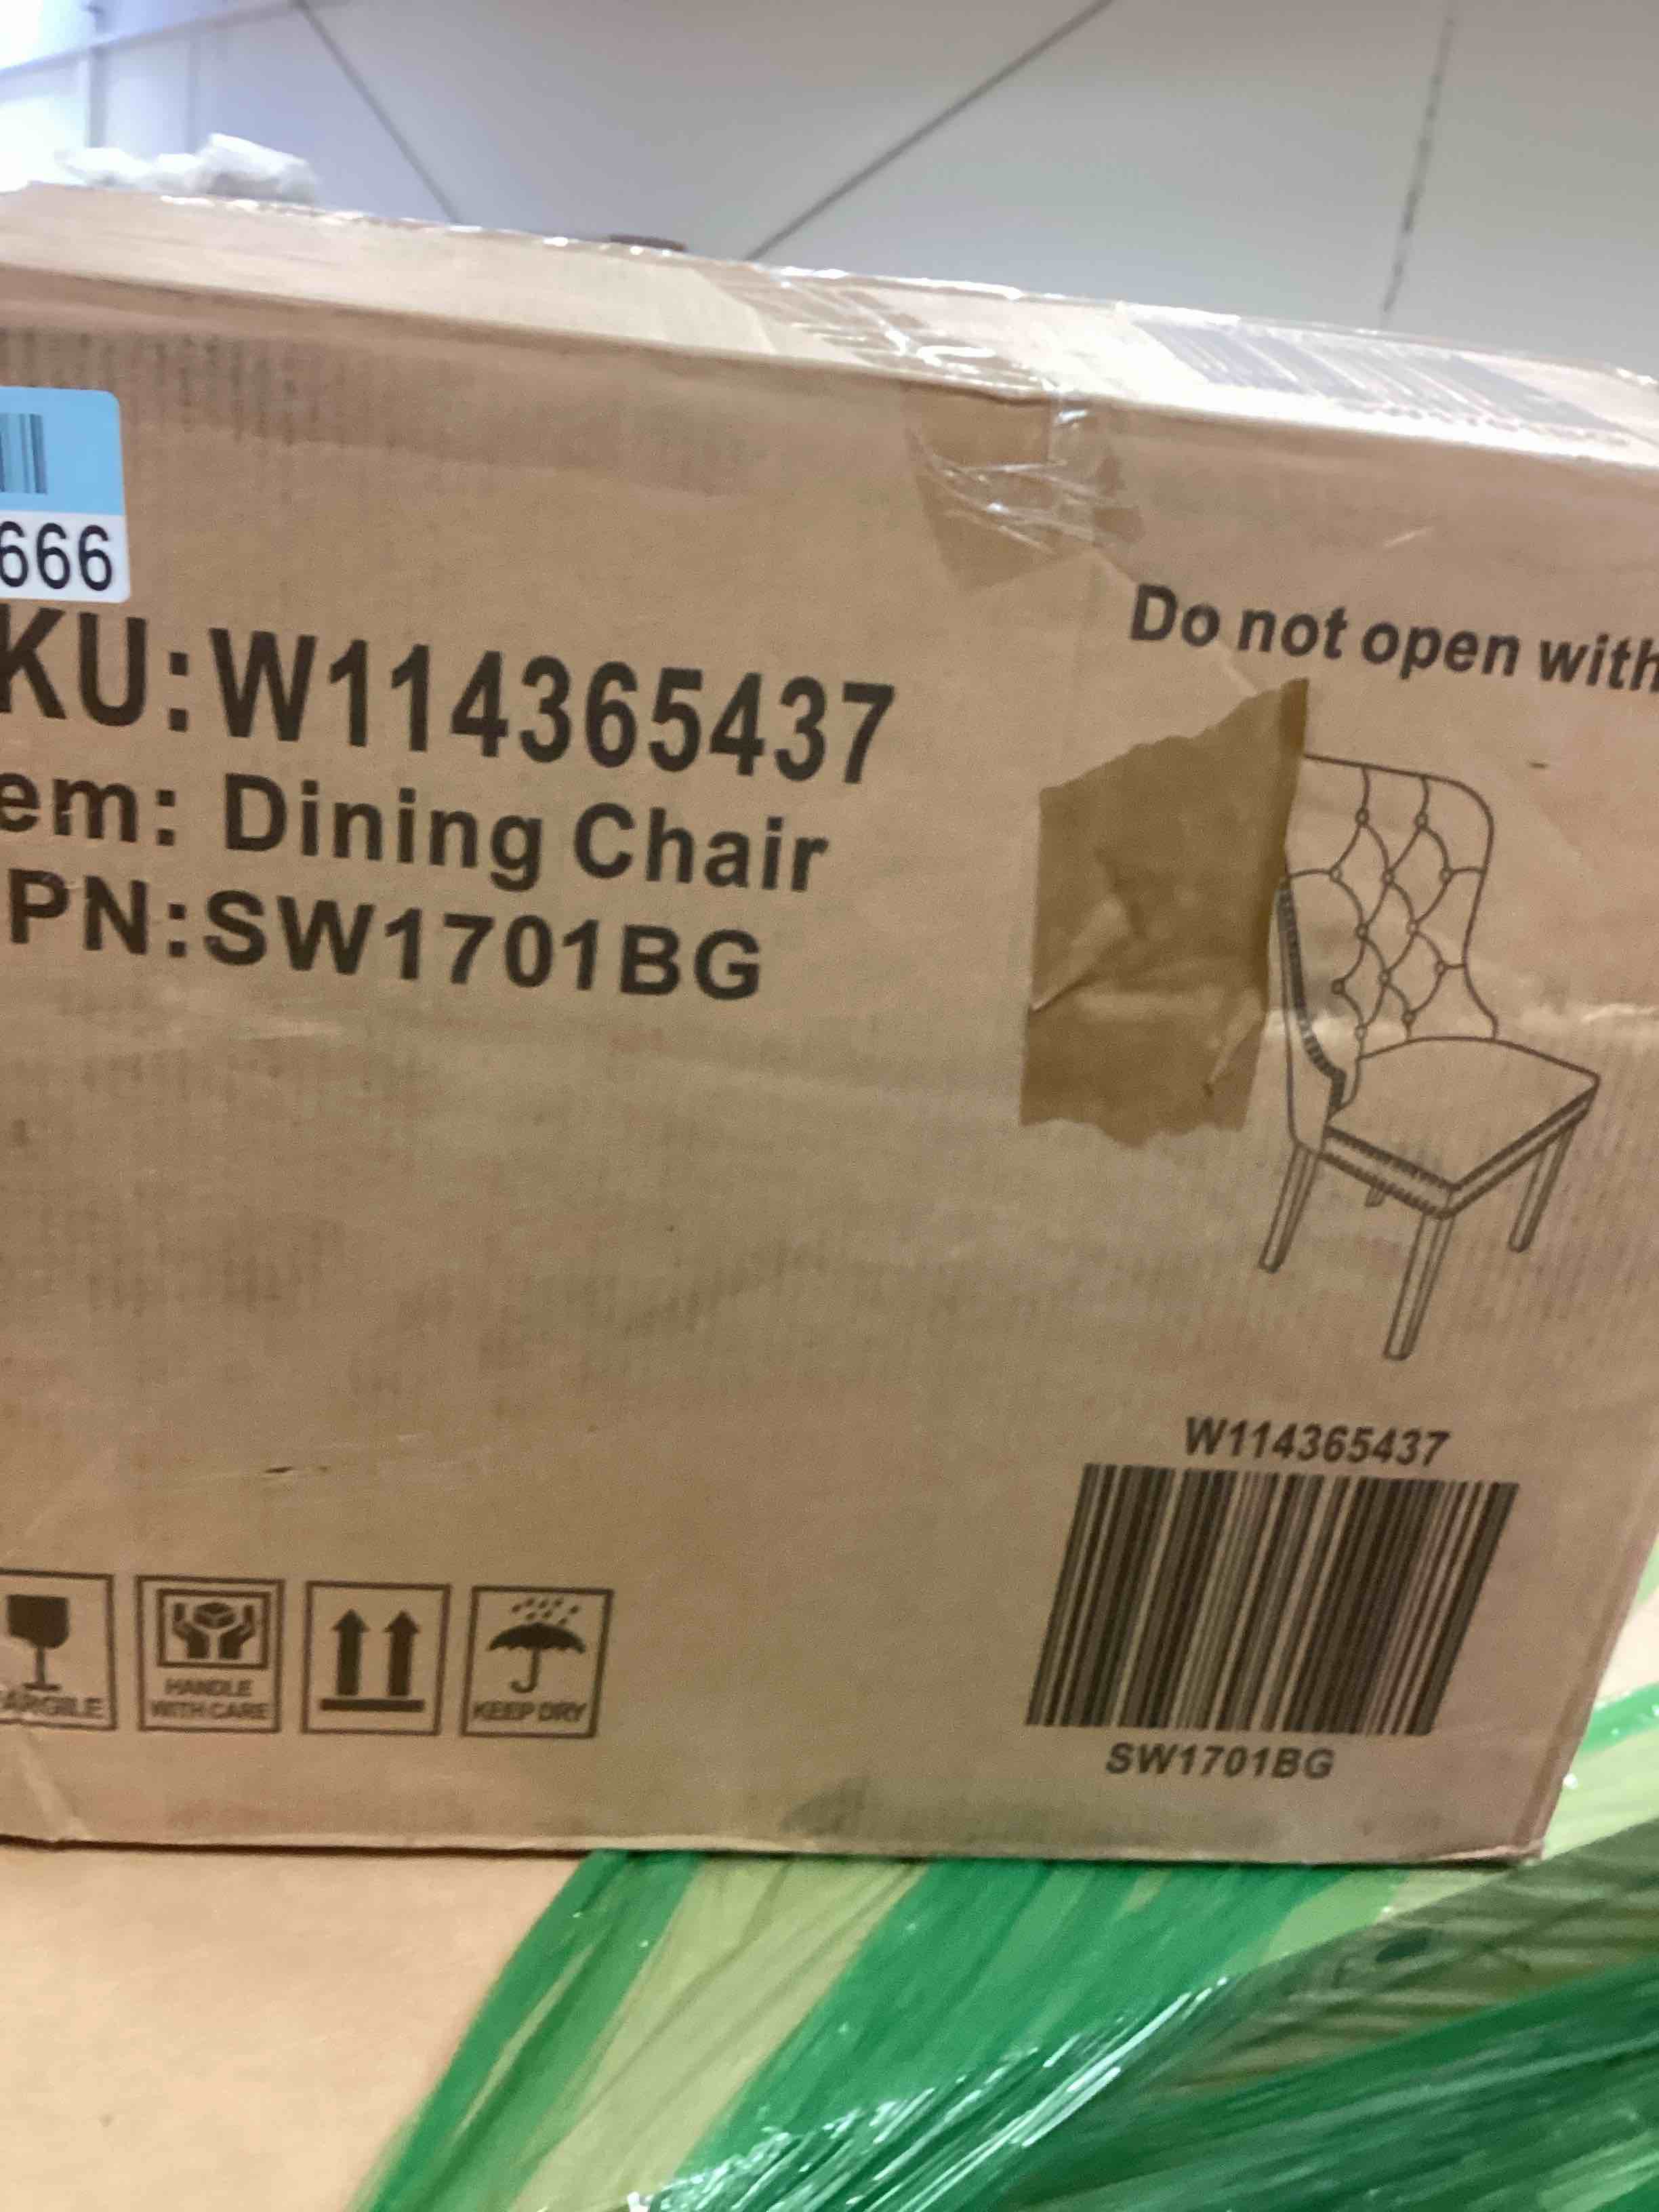 666
KU:W114365437
em: Dining Chair
PN:SW1701BG
Do not open with
W114365437
SW1701BG
ARGILE
HANDLE
WITH CARE
KEEP DRY